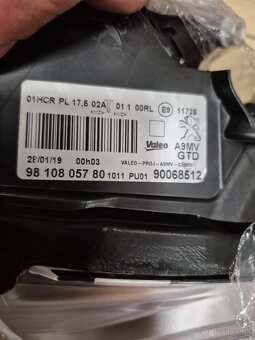 01HCR PL 17,6 02A 01 1 00RL E9 11726
Valeo A9MV
GTD
28/01/19 00h03 VALEO-PROJ-A9MV-
98 108 057 80 1011 PU01 90068512